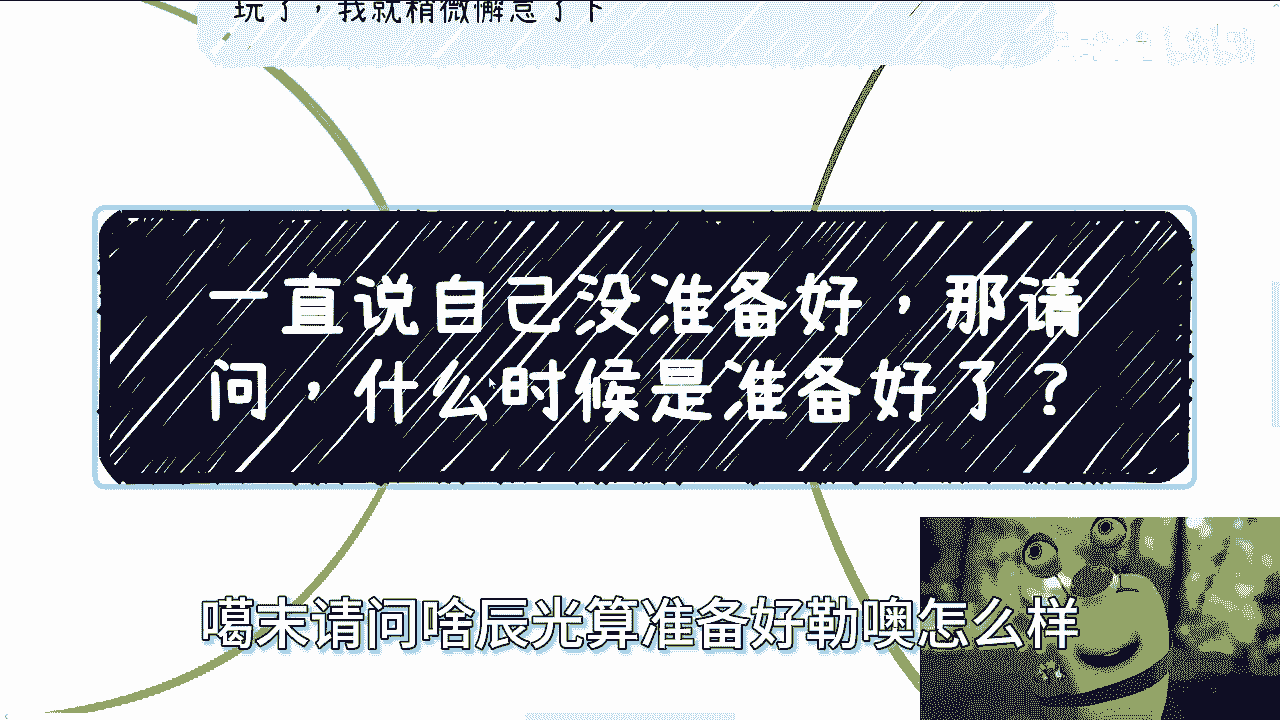 玩了，我就稍微懈怠了下
一直说自己没准备好，那请
问，什么时候是准备好了？
噶末请问啥辰光算准备好勒噢怎么样